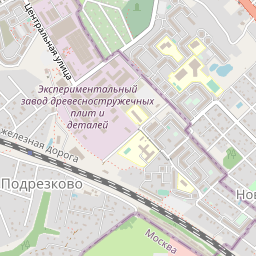 Центральная улица
Экспериментальный
завод древесностружечных
плит и
деталей
железная дорога
Подрезково
Нов
Москва